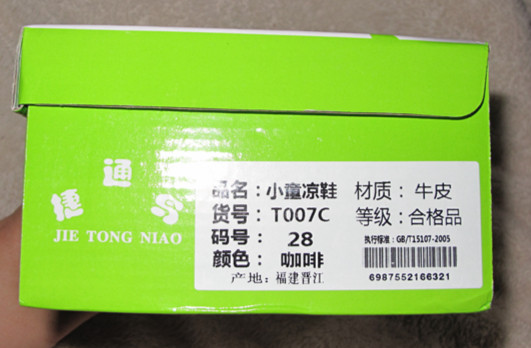 捷通鸟
JIE TONG NIAO
品名：小童凉鞋
货号：T007C
码号：28
颜色：咖啡
产地：福建晋江
材质：牛皮
等级：合格品
执行标准：GB/T15107-2005
6987552166321